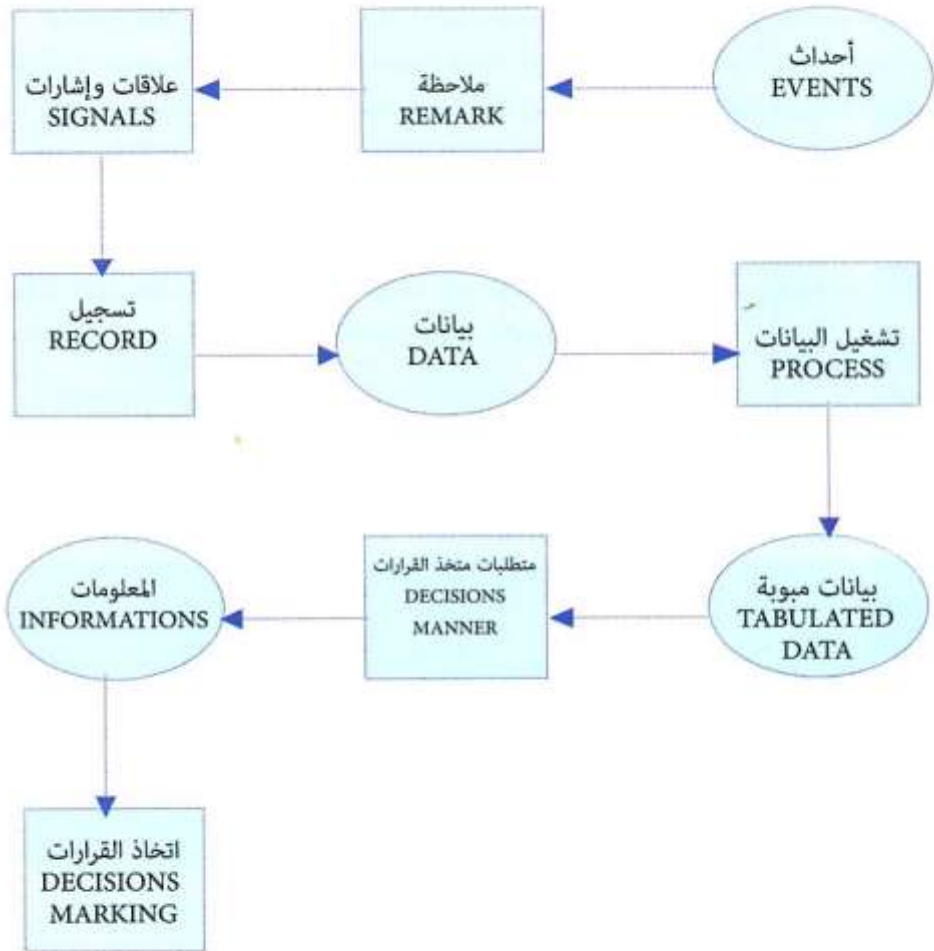 أحداث
EVENTS
ملاحظة
REMARK
علاقات وإشارات
SIGNALS
تسجيل
RECORD
بيانات
DATA
تشغيل البيانات
PROCESS
بيانات مبوبة
TABULATED
DATA
متطلبات متخذ القرارات
DECISIONS
MANNER
المعلومات
INFORMATIONS
اتخاذ القرارات
DECISIONS
MARKING